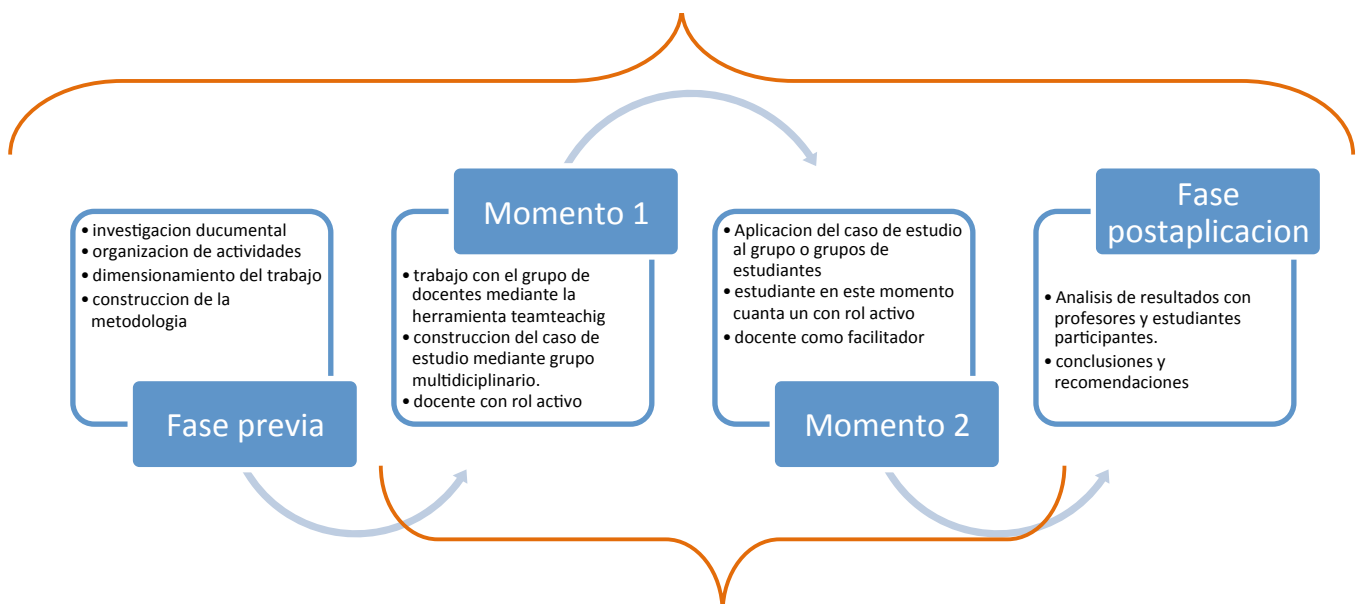 • investigacion ducumental
• organizacion de actividades
• dimensionamiento del trabajo
• construccion de la
metodologia
Fase previa
Momento 1
• trabajo con el grupo de
docentes mediante la
herramienta teamteachig
• construccion del caso de
estudio mediante grupo
multidiciplinario.
• docente con rol activo
• Aplicacion del caso de estudio
al grupo o grupos de
estudiantes
• estudiante en este momento
cuanta un con rol activo
• docente como facilitador
Momento 2
Fase
postaplicacion
• Analisis de resultados con
profesores y estudiantes
participantes.
• conclusiones y
recomendaciones